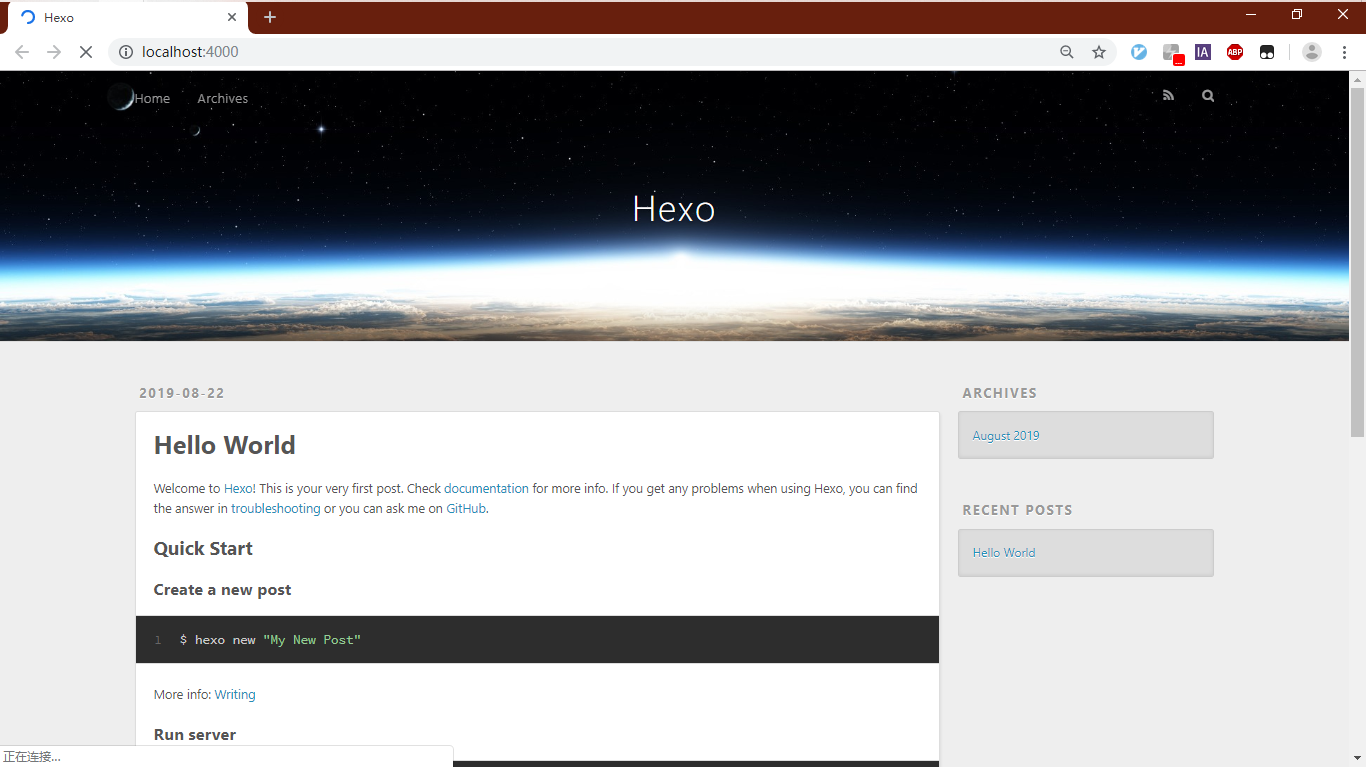 Hexo
localhost:4000
IA
ABP
Home Archives
Hexo
2019-08-22
Hello World
Welcome to Hexo! This is your very first post. Check documentation for more info. If you get any problems when using Hexo, you can find
the answer in troubleshooting or you can ask me on GitHub.
Quick Start
Create a new post
1 $ hexo new "My New Post"
More info: Writing
Run server
ARCHIVES
August 2019
RECENT POSTS
Hello World
正在连接...